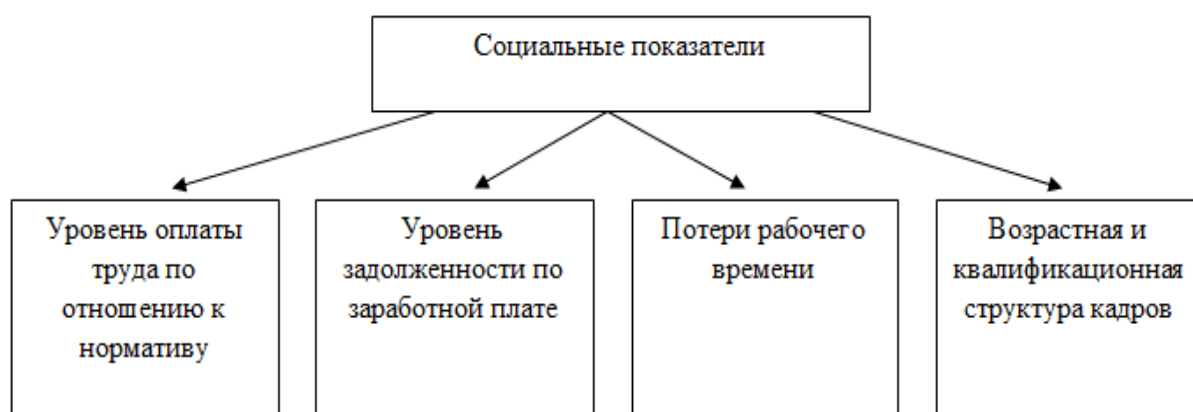 Социальные показатели
Уровень оплаты
труда по
отношению к
нормативу
Уровень
задолженности по
заработной плате
Потери рабочего
времени
Возрастная и
квалификационная
структура кадров